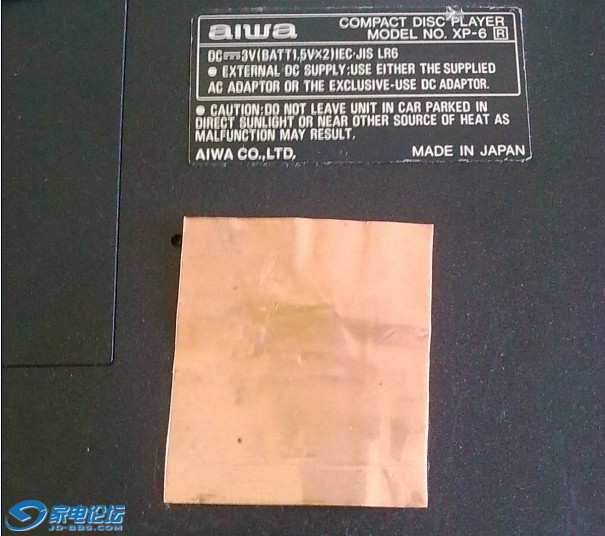 aiwa
COMPACT DISC PLAYER
MODEL NO. XP-6 R
DC⎓3V(BATT1.5V×2)IEC·JIS LR6
● EXTERNAL DC SUPPLY:USE EITHER THE SUPPLIED
AC ADAPTOR OR THE EXCLUSIVE-USE DC ADAPTOR.
● CAUTION:DO NOT LEAVE UNIT IN CAR PARKED IN
DIRECT SUNLIGHT OR NEAR OTHER SOURCE OF HEAT AS
MALFUNCTION MAY RESULT.
AIWA CO.,LTD.
MADE IN JAPAN
家电论坛
JD-BBS.COM